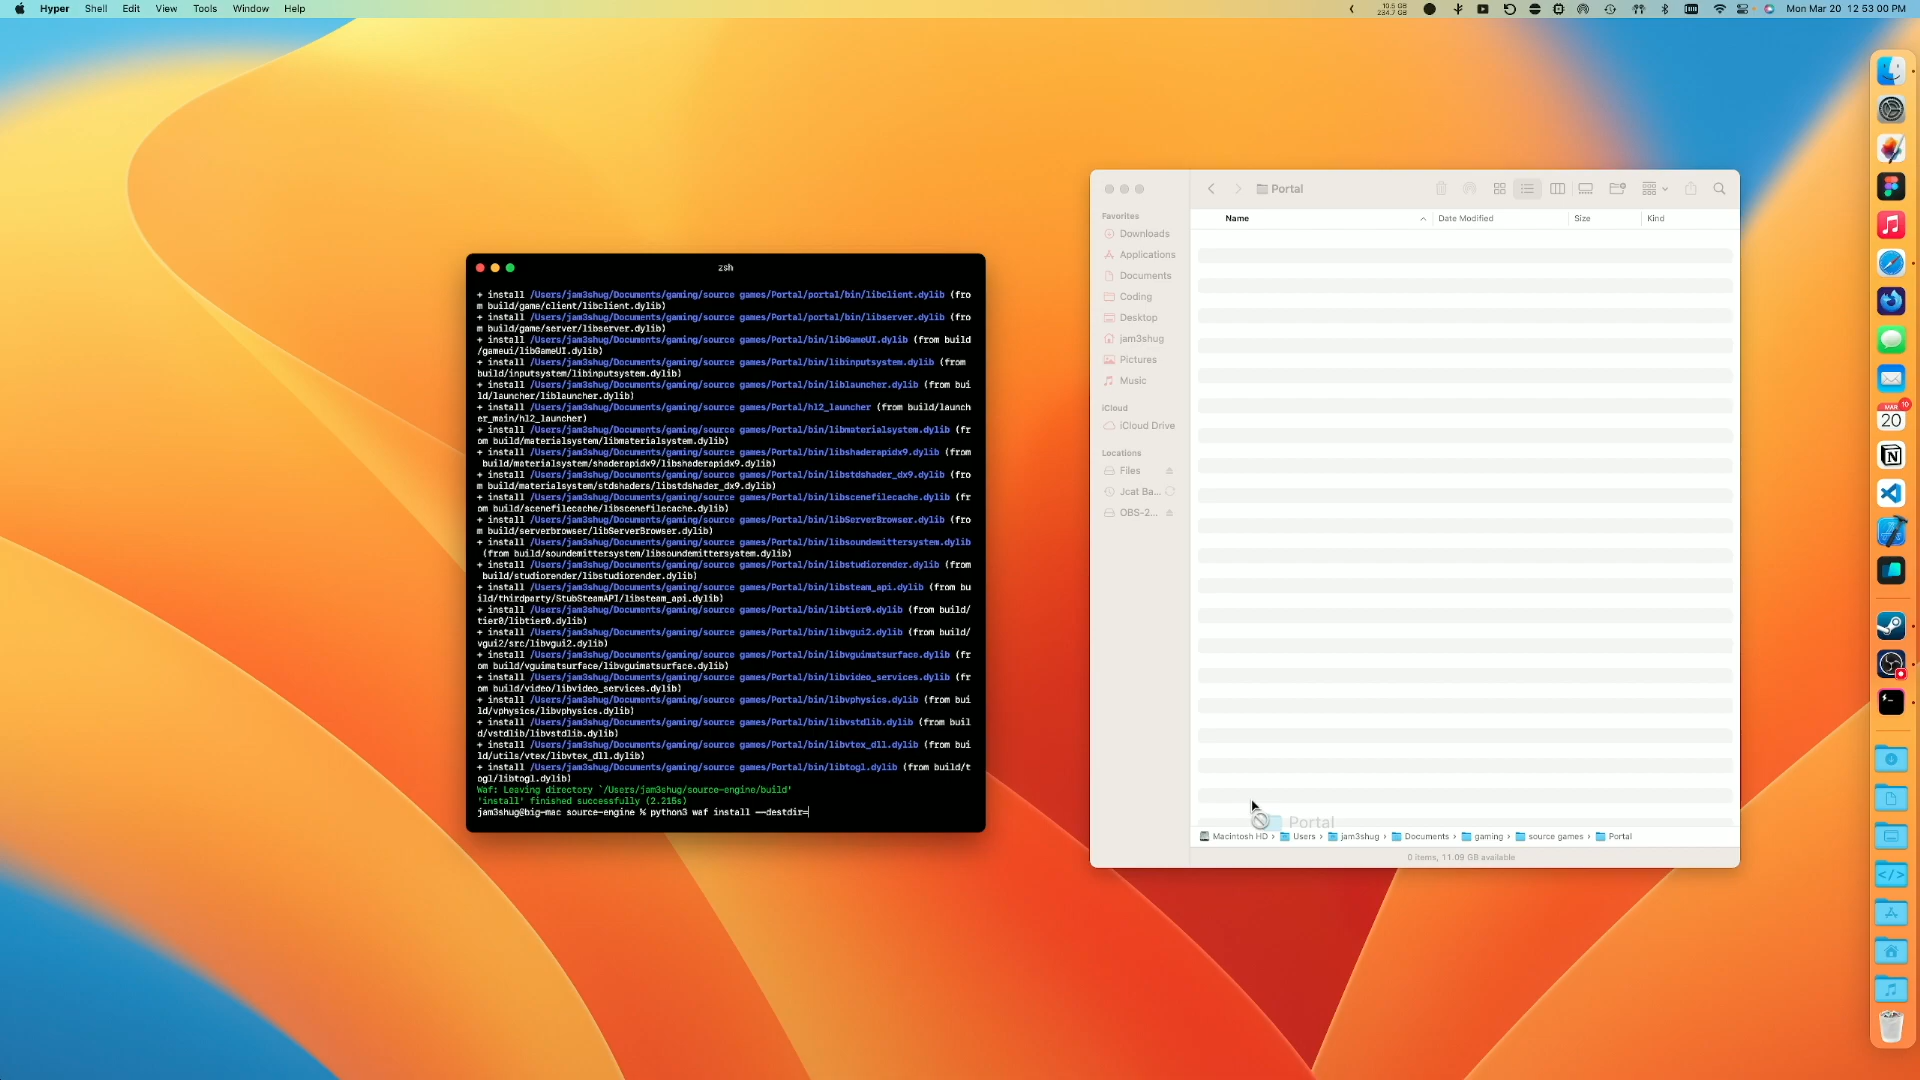 Hyper Shell Edit View Tools Window Help
10.5 GB
234.7 GB
Mon Mar 20 12 53 00 PM
zsh
+ install /Users/jam3shug/Documents/gaming/source games/Portal/portal/bin/libclient.dylib (fro
m build/game/client/libclient.dylib)
+ install /Users/jam3shug/Documents/gaming/source games/Portal/portal/bin/libserver.dylib (fro
m build/game/server/libserver.dylib)
+ install /Users/jam3shug/Documents/gaming/source games/Portal/bin/libGameUI.dylib (from build
/gameui/libGameUI.dylib)
+ install /Users/jam3shug/Documents/gaming/source games/Portal/bin/libinputsystem.dylib (from
build/inputsystem/libinputsystem.dylib)
+ install /Users/jam3shug/Documents/gaming/source games/Portal/bin/liblauncher.dylib (from bui
ld/launcher/liblauncher.dylib)
+ install /Users/jam3shug/Documents/gaming/source games/Portal/hl2_launcher (from build/launch
er_main/hl2_launcher)
+ install /Users/jam3shug/Documents/gaming/source games/Portal/bin/libmaterialsystem.dylib (fr
om build/materialsystem/libmaterialsystem.dylib)
+ install /Users/jam3shug/Documents/gaming/source games/Portal/bin/libshaderapidx9.dylib (from
build/materialsystem/shaderapidx9/libshaderapidx9.dylib)
+ install /Users/jam3shug/Documents/gaming/source games/Portal/bin/libstdshader_dx9.dylib (fro
m build/materialsystem/stdshaders/libstdshader_dx9.dylib)
+ install /Users/jam3shug/Documents/gaming/source games/Portal/bin/libscenefilecache.dylib (fr
om build/scenefilecache/libscenefilecache.dylib)
+ install /Users/jam3shug/Documents/gaming/source games/Portal/bin/libServerBrowser.dylib (fro
m build/serverbrowser/libServerBrowser.dylib)
+ install /Users/jam3shug/Documents/gaming/source games/Portal/bin/libsoundemittersystem.dylib
(from build/soundemittersystem/libsoundemittersystem.dylib)
+ install /Users/jam3shug/Documents/gaming/source games/Portal/bin/libstudiorender.dylib (from
build/studiorender/libstudiorender.dylib)
+ install /Users/jam3shug/Documents/gaming/source games/Portal/bin/libsteam_api.dylib (from bu
ild/thirdparty/StubSteamAPI/libsteam_api.dylib)
+ install /Users/jam3shug/Documents/gaming/source games/Portal/bin/libtier0.dylib (from build/
tier0/libtier0.dylib)
+ install /Users/jam3shug/Documents/gaming/source games/Portal/bin/libvgui2.dylib (from build/
vgui2/src/libvgui2.dylib)
+ install /Users/jam3shug/Documents/gaming/source games/Portal/bin/libvguimatsurface.dylib (fr
om build/vguimatsurface/libvguimatsurface.dylib)
+ install /Users/jam3shug/Documents/gaming/source games/Portal/bin/libvideo_services.dylib (fr
om build/video/libvideo_services.dylib)
+ install /Users/jam3shug/Documents/gaming/source games/Portal/bin/libvphysics.dylib (from bui
ld/vphysics/libvphysics.dylib)
+ install /Users/jam3shug/Documents/gaming/source games/Portal/bin/libvstdlib.dylib (from buil
d/vstdlib/libvstdlib.dylib)
+ install /Users/jam3shug/Documents/gaming/source games/Portal/bin/libvtex_dll.dylib (from bui
ld/utils/vtex/libvtex_dll.dylib)
+ install /Users/jam3shug/Documents/gaming/source games/Portal/bin/libtogl.dylib (from build/t
ogl/libtogl.dylib)
Waf: Leaving directory `/Users/jam3shug/source-engine/build'
'install' finished successfully (2.215s)
jam3shug@big-mac source-engine % python3 waf install --destdir=
Portal
Name Date Modified Size Kind
Favorites
Downloads
Applications
Documents
Coding
Desktop
jam3shug
Pictures
Music
iCloud
iCloud Drive
Locations
Files
Jcat Ba...
OBS-2...
Portal
Macintosh HD › Users › jam3shug › Documents › gaming › source games › Portal
0 items, 11.09 GB available
MAR
20